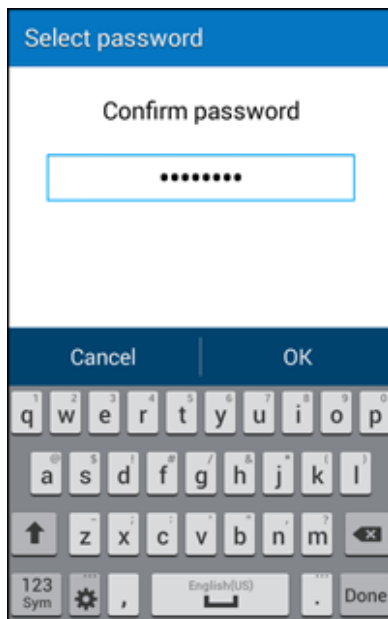 Select password
Confirm password
••••••••
Cancel OK
1 2 3 4 5 6 7 8 9 0
q w e r t y u i o p
@ $ ! # / & * ( )
a s d f g h j k l
z x c v b n m
123 Sym , English(US) . Done